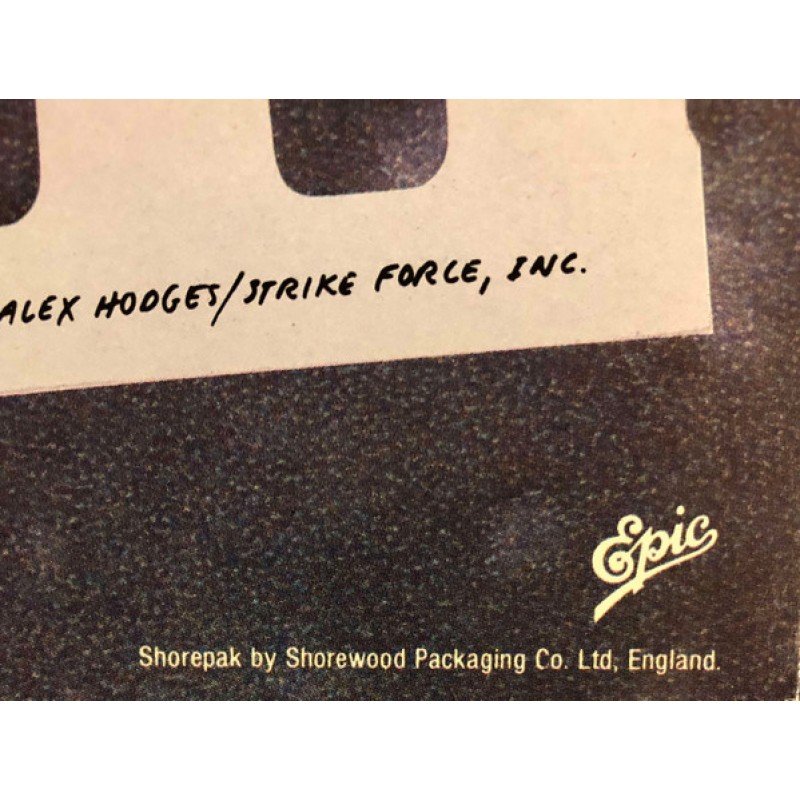 ALEX HODGES/STRIKE FORCE, INC.
Epic
Shorepak by Shorewood Packaging Co. Ltd, England.